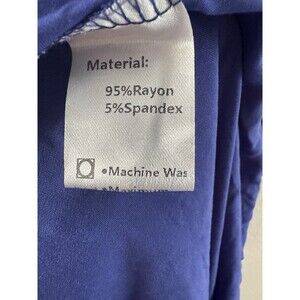 Material:
95%Rayon
5%Spandex
•Machine Was